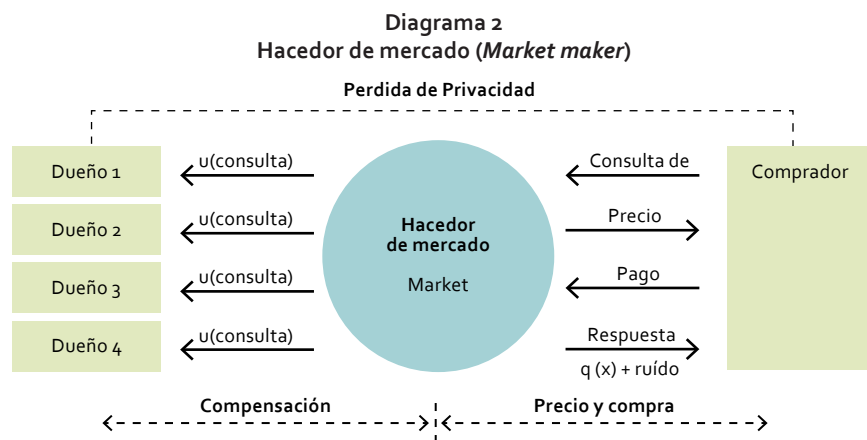 Diagrama 2
Hacedor de mercado (Market maker)
Perdida de Privacidad
Dueño 1
u(consulta)
Consulta de
Comprador
Dueño 2
u(consulta)
Precio
Hacedor
de mercado
Market
Dueño 3
u(consulta)
Pago
Dueño 4
u(consulta)
Respuesta
q (x) + ruído
Compensación
Precio y compra